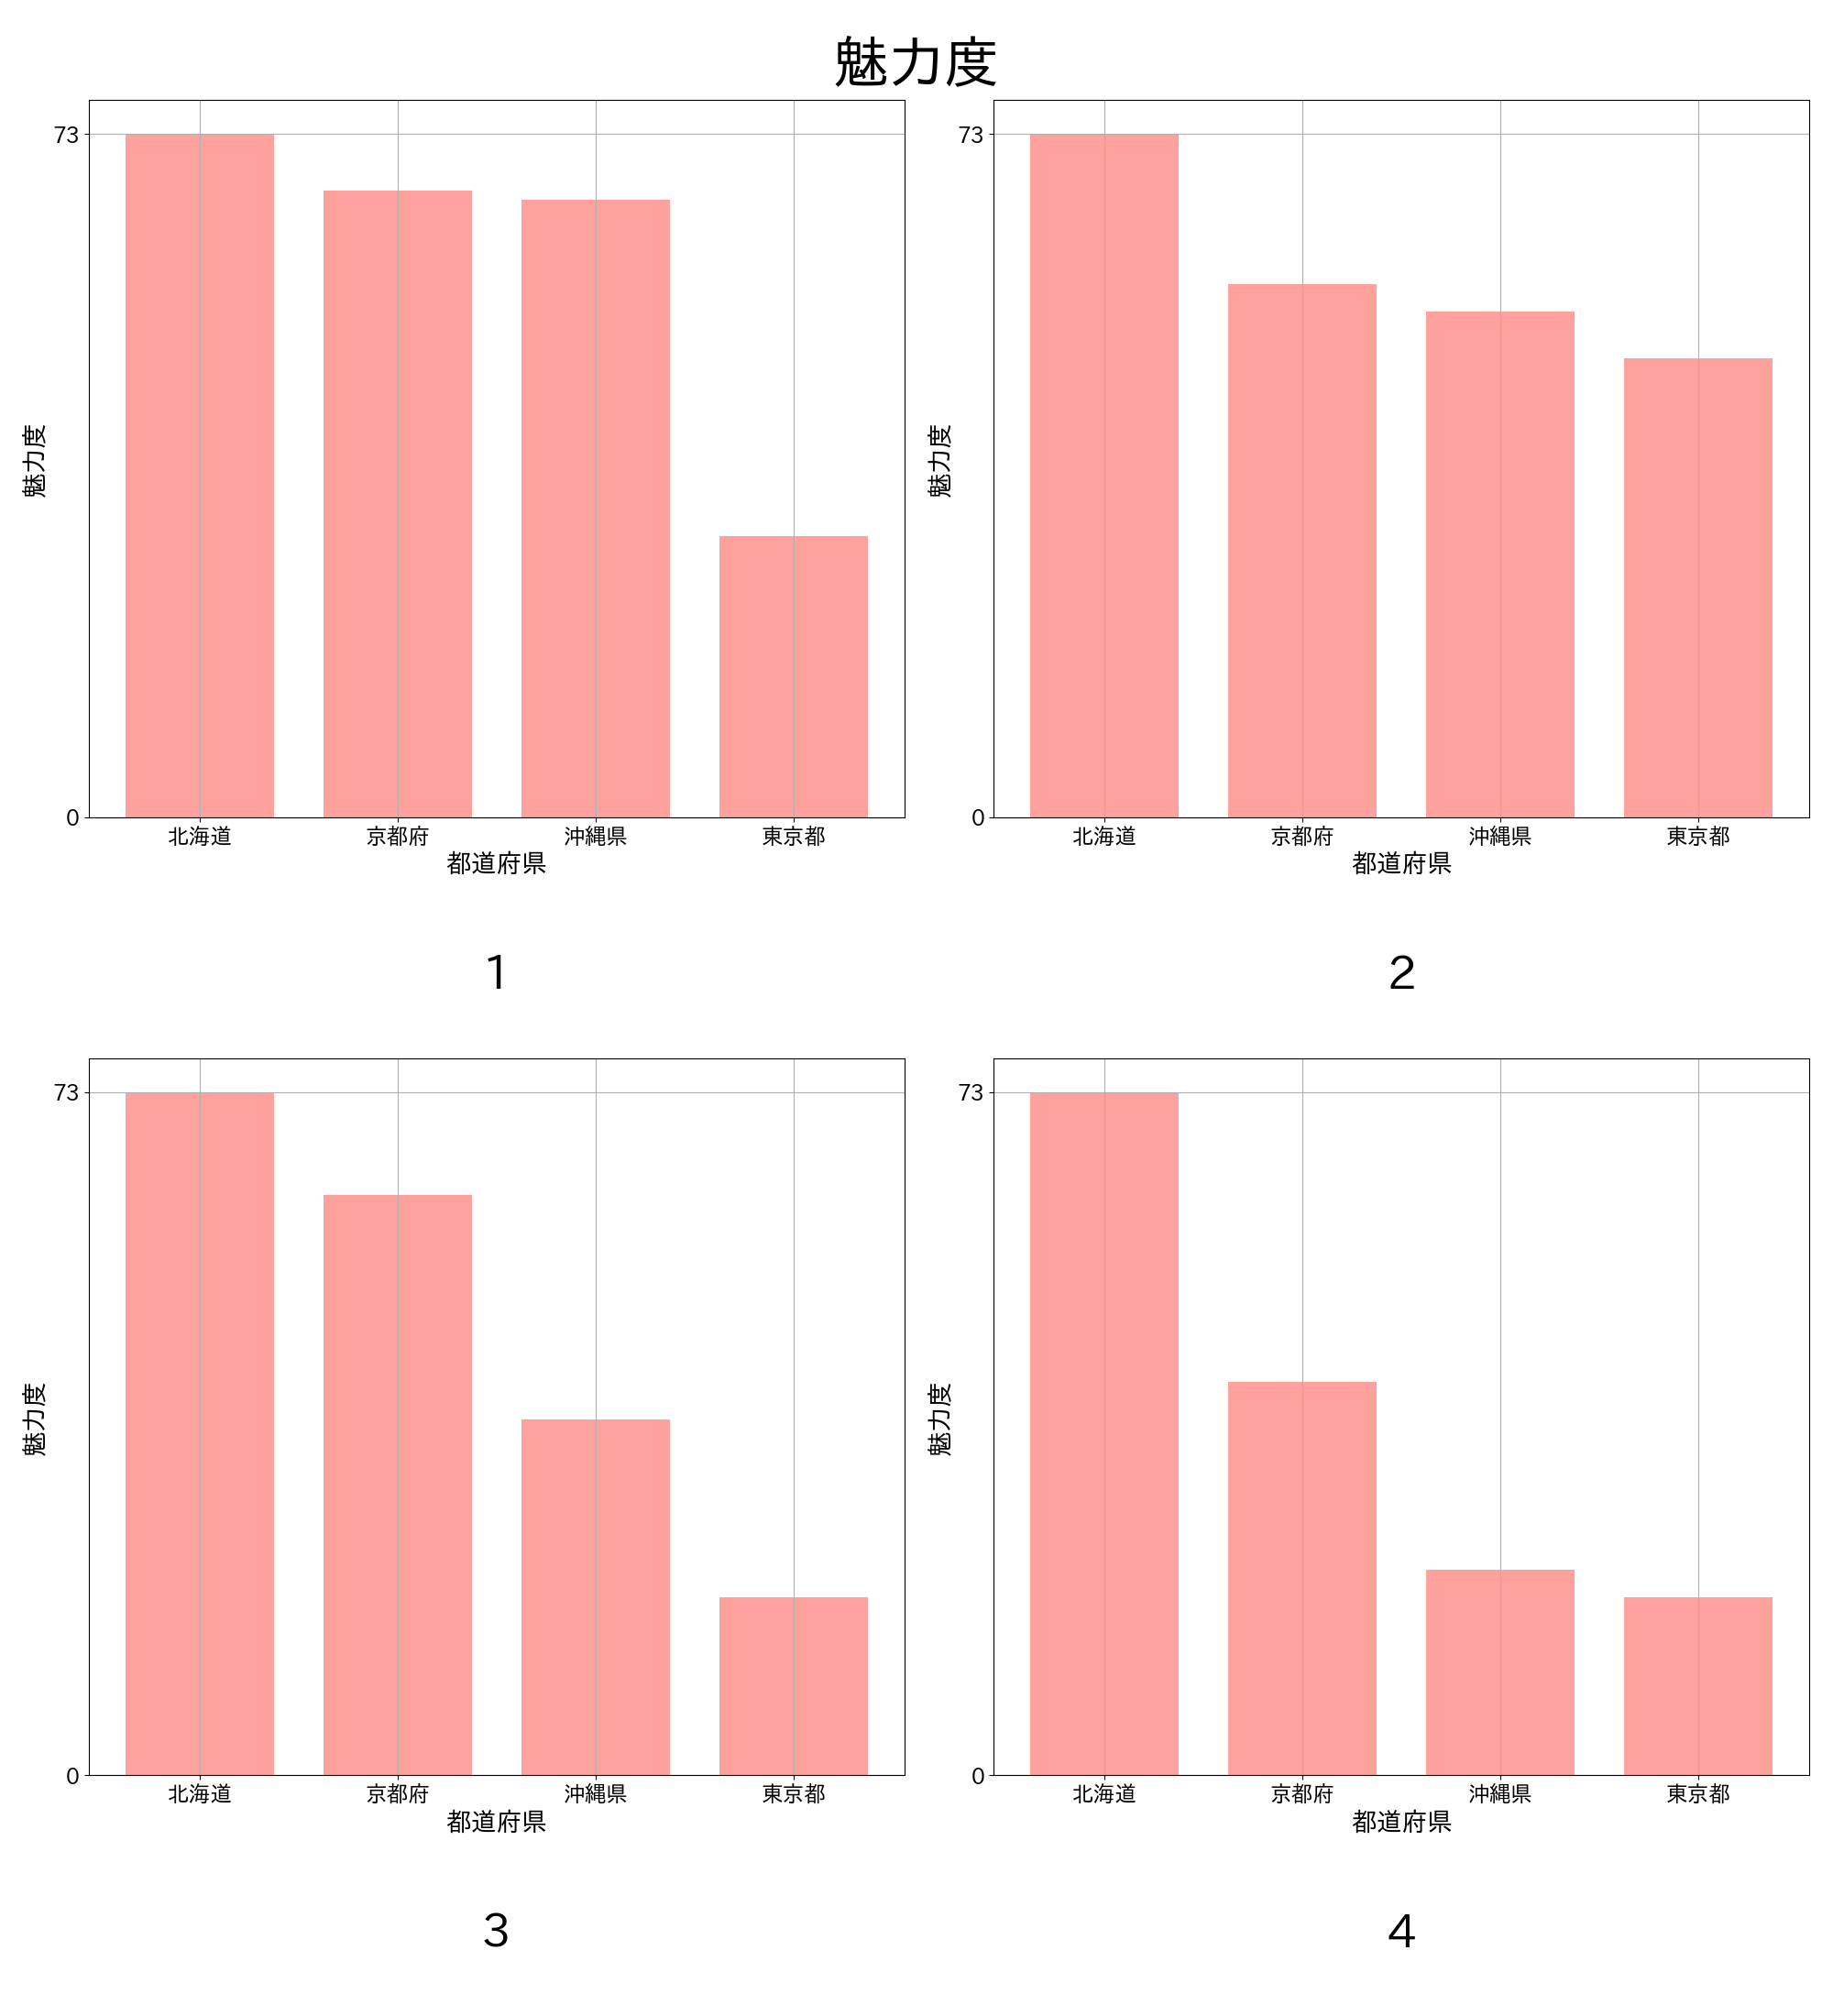 魅力度
73
0
魅力度
北海道 京都府 沖縄県 東京都
都道府県
1
73
0
魅力度
北海道 京都府 沖縄県 東京都
都道府県
2
73
0
魅力度
北海道 京都府 沖縄県 東京都
都道府県
3
73
0
魅力度
北海道 京都府 沖縄県 東京都
都道府県
4